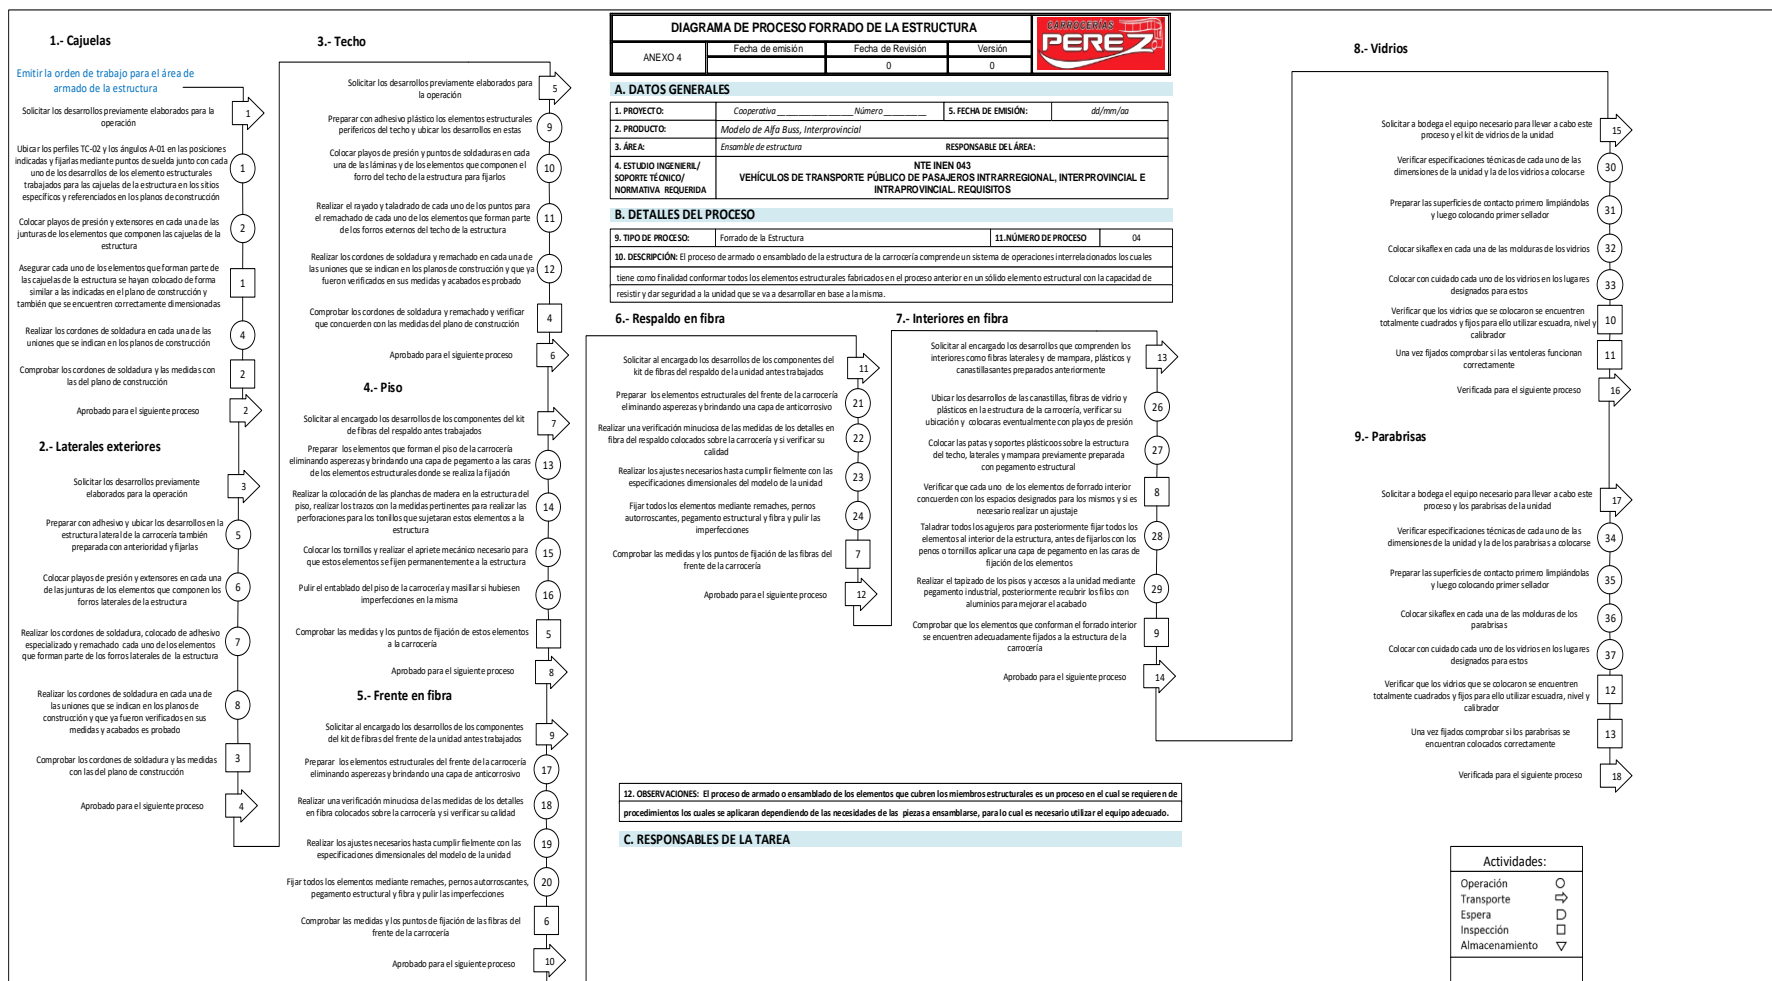 DIAGRAMA DE PROCESO FORRADO DE LA ESTRUCTURA
ANEXO 4
Fecha de emisión
Fecha de Revisión
Versión
0
0
CARROCERÍAS
PEREZ
A. DATOS GENERALES
1. PROYECTO:
Cooperativa ________________Número_________
5. FECHA DE EMISIÓN:
dd/mm/aa
2. PRODUCTO:
Modelo de Alfa Buss, Interprovincial
3. ÁREA:
Ensamble de estructura
RESPONSABLE DEL ÁREA:
4. ESTUDIO INGENIERIL/
SOPORTE TÉCNICO/
NORMATIVA REQUERIDA
NTE INEN 043
VEHÍCULOS DE TRANSPORTE PÚBLICO DE PASAJEROS INTRARREGIONAL, INTERPROVINCIAL E
INTRAPROVINCIAL. REQUISITOS
B. DETALLES DEL PROCESO
9. TIPO DE PROCESO:
Forrado de la Estructura
11.NÚMERO DE PROCESO
04
10. DESCRIPCIÓN: El proceso de armado o ensamblado de la estructura de la carrocería comprende un sistema de operaciones interrelacionados los cuales
tiene como finalidad conformar todos los elementos estructurales fabricados en el proceso anterior en un sólido elemento estructural con la capacidad de
resistir y dar seguridad a la unidad que se va a desarrollar en base a la misma.
1.- Cajuelas
Emitir la orden de trabajo para el área de
armado de la estructura
Solicitar los desarrollos previamente elaborados para la
operación
1
Ubicar los perfiles TC-02 y los ángulos A-01 en las posiciones
indicadas y fijarlas mediante puntos de suelda junto con cada
uno de los desarrollos de los elemento estructurales
trabajados para las cajuelas de la estructura en los sitios
específicos y referenciados en los planos de construcción
1
Colocar playos de presión y extensores en cada una de las
junturas de los elementos que componen las cajuelas de la
estructura
2
Asegurar cada uno de los elementos que forman parte de
las cajuelas de la estructura se hayan colocado de forma
similar a las indicadas en el plano de construcción y
también que se encuentren correctamente dimensionadas
1
Realizar los cordones de soldadura en cada una de las
uniones que se indican en los planos de construcción
4
Comprobar los cordones de soldadura y las medidas con
las del plano de construcción
2
Aprobado para el siguiente proceso
2
2.- Laterales exteriores
Solicitar los desarrollos previamente
elaborados para la operación
3
Preparar con adhesivo y ubicar los desarrollos en la
estructura lateral de la carrocería también
preparada con anterioridad y fijarlas
5
Colocar playos de presión y extensores en cada una
de las junturas de los elementos que componen los
forros laterales de la estructura
6
Realizar los cordones de soldadura, colocado de adhesivo
especializado y remachado cada uno de los elementos
que forman parte de los forros laterales de la estructura
7
Realizar los cordones de soldadura en cada una de
las uniones que se indican en los planos de
construcción y que ya fueron verificados en sus
medidas y acabados es probado
8
Comprobar los cordones de soldadura y las medidas
con las del plano de construcción
3
Aprobado para el siguiente proceso
4
3.- Techo
Solicitar los desarrollos previamente elaborados para
la operación
5
Preparar con adhesivo plástico los elementos estructurales
perifericos del techo y ubicar los desarrollos en estas
9
Colocar playos de presión y puntos de soldaduras en cada
una de las láminas y de los elementos que componen el
forro del techo de la estructura para fijarlos
10
Realizar el rayado y taladrado de cada uno de los puntos para
el remachado de cada uno de los elementos que forman parte
de los forros externos del techo de la estructura
11
Realizar los cordones de soldadura y remachado en cada una de
las uniones que se indican en los planos de construcción y que ya
fueron verificados en sus medidas y acabados es probado
12
Comprobar los cordones de soldadura y remachado y verificar
que concuerden con las medidas del plano de construcción
4
Aprobado para el siguiente proceso
6
4.- Piso
Solicitar al encargado los desarrollos de los componentes del kit
de fibras del respaldo antes trabajados
7
Preparar los elementos que forman el piso de la carrocería
eliminando asperezas y brindando una capa de pegamento a las caras
de los elementos estructurales donde se realiza la fijación
13
Realizar la colocación de las planchas de madera en la estructura del
piso, realizar los trazos con la medidas pertinentes para realizar las
perforaciones para los tonillos que sujetaran estos elementos a la
estructura
14
Colocar los tornillos y realizar el apriete mecánico necesario para
que estos elementos se fijen permanentemente a la estructura
15
Pulir el entablado del piso de la carrocería y masillar si hubiesen
imperfecciones en la misma
16
Comprobar las medidas y los puntos de fijación de estos elementos
a la carrocería
5
Aprobado para el siguiente proceso
8
5.- Frente en fibra
Solicitar al encargado los desarrollos de los componentes
del kit de fibras del frente de la unidad antes trabajados
9
Preparar los elementos estructurales del frente de la carrocería
eliminando asperezas y brindando una capa de anticorrosivo
17
Realizar una verificación minuciosa de las medidas de los detalles
en fibra colocados sobre la carrocería y si verificar su calidad
18
Realizar los ajustes necesarios hasta cumplir fielmente con las
especificaciones dimensionales del modelo de la unidad
19
Fijar todos los elementos mediante remaches, pernos autorroscantes,
pegamento estructural y fibra y pulir las imperfecciones
20
Comprobar las medidas y los puntos de fijación de las fibras del
frente de la carrocería
6
Aprobado para el siguiente proceso
10
6.- Respaldo en fibra
Solicitar al encargado los desarrollos de los componentes del
kit de fibras del respaldo de la unidad antes trabajados
11
Preparar los elementos estructurales del frente de la carrocería
eliminando asperezas y brindando una capa de anticorrosivo
21
Realizar una verificación minuciosa de las medidas de los detalles en
fibra del respaldo colocados sobre la carrocería y si verificar su
calidad
22
Realizar los ajustes necesarios hasta cumplir fielmente con las
especificaciones dimensionales del modelo de la unidad
23
Fijar todos los elementos mediante remaches, pernos
autorroscantes, pegamento estructural y fibra y pulir las
imperfecciones
24
Comprobar las medidas y los puntos de fijación de las fibras del
frente de la carrocería
7
Aprobado para el siguiente proceso
12
7.- Interiores en fibra
Solicitar al encargado los desarrollos que comprenden los
interiores como fibras laterales y de mampara, plásticos y
canastillasantes preparados anteriormente
13
Ubicar los desarrollos de las canastillas, fibras de vidrio y
plásticos en la estructura de la carrocería, verificar su
ubicación y colocaras eventualmente con playos de presión
26
Colocar las patas y soportes plásticoos sobre la estructura
del techo, laterales y mampara previamente preparada
con pegamento estructural
27
Verificar que cada uno de los elementos de forrado interior
concuerden con los espacios designados para los mismos y si es
necesario realizar un ajustaje
8
Taladrar todos los agujeros para posteriormente fijar todos los
elementos al interior de la estructura, antes de fijarlos con los
penos o tornillos aplicar una capa de pegamento en las caras de
fijación de los elementos
28
Realizar el tapizado de los pisos y accesos a la unidad mediante
pegamento industrial, posteriormente recubrir los filos con
aluminios para mejorar el acabado
29
Comprobar que los elementos que conforman el forrado interior
se encuentren adecuadamente fijados a la estructura de la
carrocería
9
Aprobado para el siguiente proceso
14
8.- Vidrios
Solicitar a bodega el equipo necesario para llevar a cabo este
proceso y el kit de vidrios de la unidad
15
Verificar especificaciones técnicas de cada uno de las
dimensiones de la unidad y la de los vidrios a colocarse
30
Preparar las superficies de contacto primero limpiándolas
y luego colocando primer sellador
31
Colocar sikaflex en cada una de las molduras de los vidrios
32
Colocar con cuidado cada uno de los vidrios en los lugares
designados para estos
33
Verificar que los vidrios que se colocaron se encuentren
totalmente cuadrados y fijos para ello utilizar escuadra, nivel y
calibrador
10
Una vez fijados comprobar si las ventoleras funcionan
correctamente
11
Verificada para el siguiente proceso
16
9.- Parabrisas
Solicitar a bodega el equipo necesario para llevar a cabo este
proceso y los parabrisas de la unidad
17
Verificar especificaciones técnicas de cada uno de las
dimensiones de la unidad y la de los parabrisas a colocarse
34
Preparar las superficies de contacto primero limpiándolas
y luego colocando primer sellador
35
Colocar sikaflex en cada una de las molduras de los
parabrisas
36
Colocar con cuidado cada uno de los vidrios en los lugares
designados para estos
37
Verificar que los vidrios que se colocaron se encuentren
totalmente cuadrados y fijos para ello utilizar escuadra, nivel y
calibrador
12
Una vez fijados comprobar si los parabrisas se
encuentran colocados correctamente
13
Verificada para el siguiente proceso
18
12. OBSERVACIONES: El proceso de armado o ensamblado de los elementos que cubren los miembros estructurales es un proceso en el cual se requieren de
procedimientos los cuales se aplicaran dependiendo de las necesidades de las piezas a ensamblarse, para lo cual es necesario utilizar el equipo adecuado.
C. RESPONSABLES DE LA TAREA
Actividades:
Operación
Transporte
Espera
Inspección
Almacenamiento